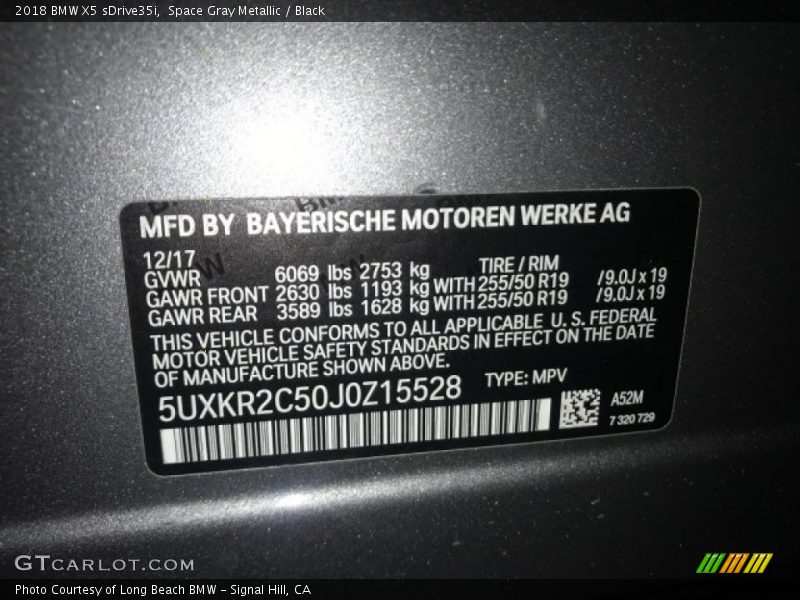 2018 BMW X5 sDrive35i, Space Gray Metallic / Black
MFD BY BAYERISCHE MOTOREN WERKE AG
12/17
TIRE / RIM
GVWR 6069 lbs 2753 kg
GAWR FRONT 2630 lbs 1193 kg WITH 255/50 R19 /9.0J x 19
GAWR REAR 3589 lbs 1628 kg WITH 255/50 R19 /9.0J x 19
THIS VEHICLE CONFORMS TO ALL APPLICABLE U.S. FEDERAL
MOTOR VEHICLE SAFETY STANDARDS IN EFFECT ON THE DATE
OF MANUFACTURE SHOWN ABOVE.
5UXKR2C50J0Z15528 TYPE: MPV
A52M
7 320 729
GTCARLOT.COM
Photo Courtesy of Long Beach BMW - Signal Hill, CA